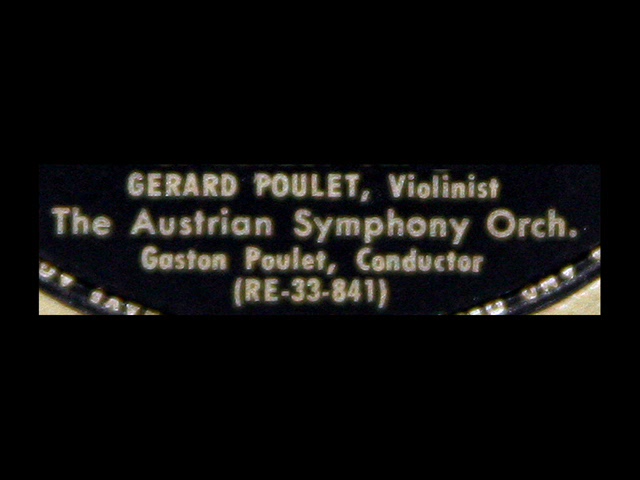 GERARD POULET, Violinist
The Austrian Symphony Orch.
Gaston Poulet, Conductor
(RE-33-841)